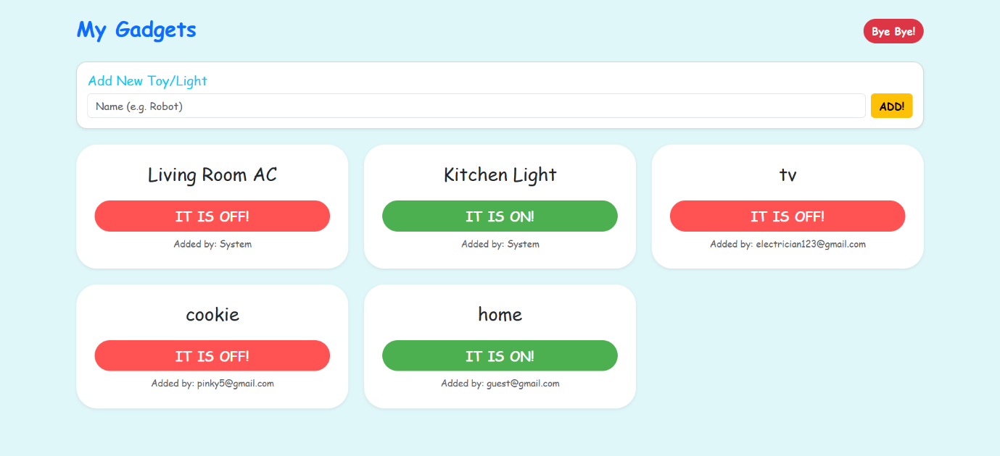 My Gadgets
Bye Bye!
Add New Toy/Light
Name (e.g. Robot)
ADD!
Living Room AC
IT IS OFF!
Added by: System
Kitchen Light
IT IS ON!
Added by: System
tv
IT IS OFF!
Added by: electrician123@gmail.com
cookie
IT IS OFF!
Added by: pinky5@gmail.com
home
IT IS ON!
Added by: guest@gmail.com